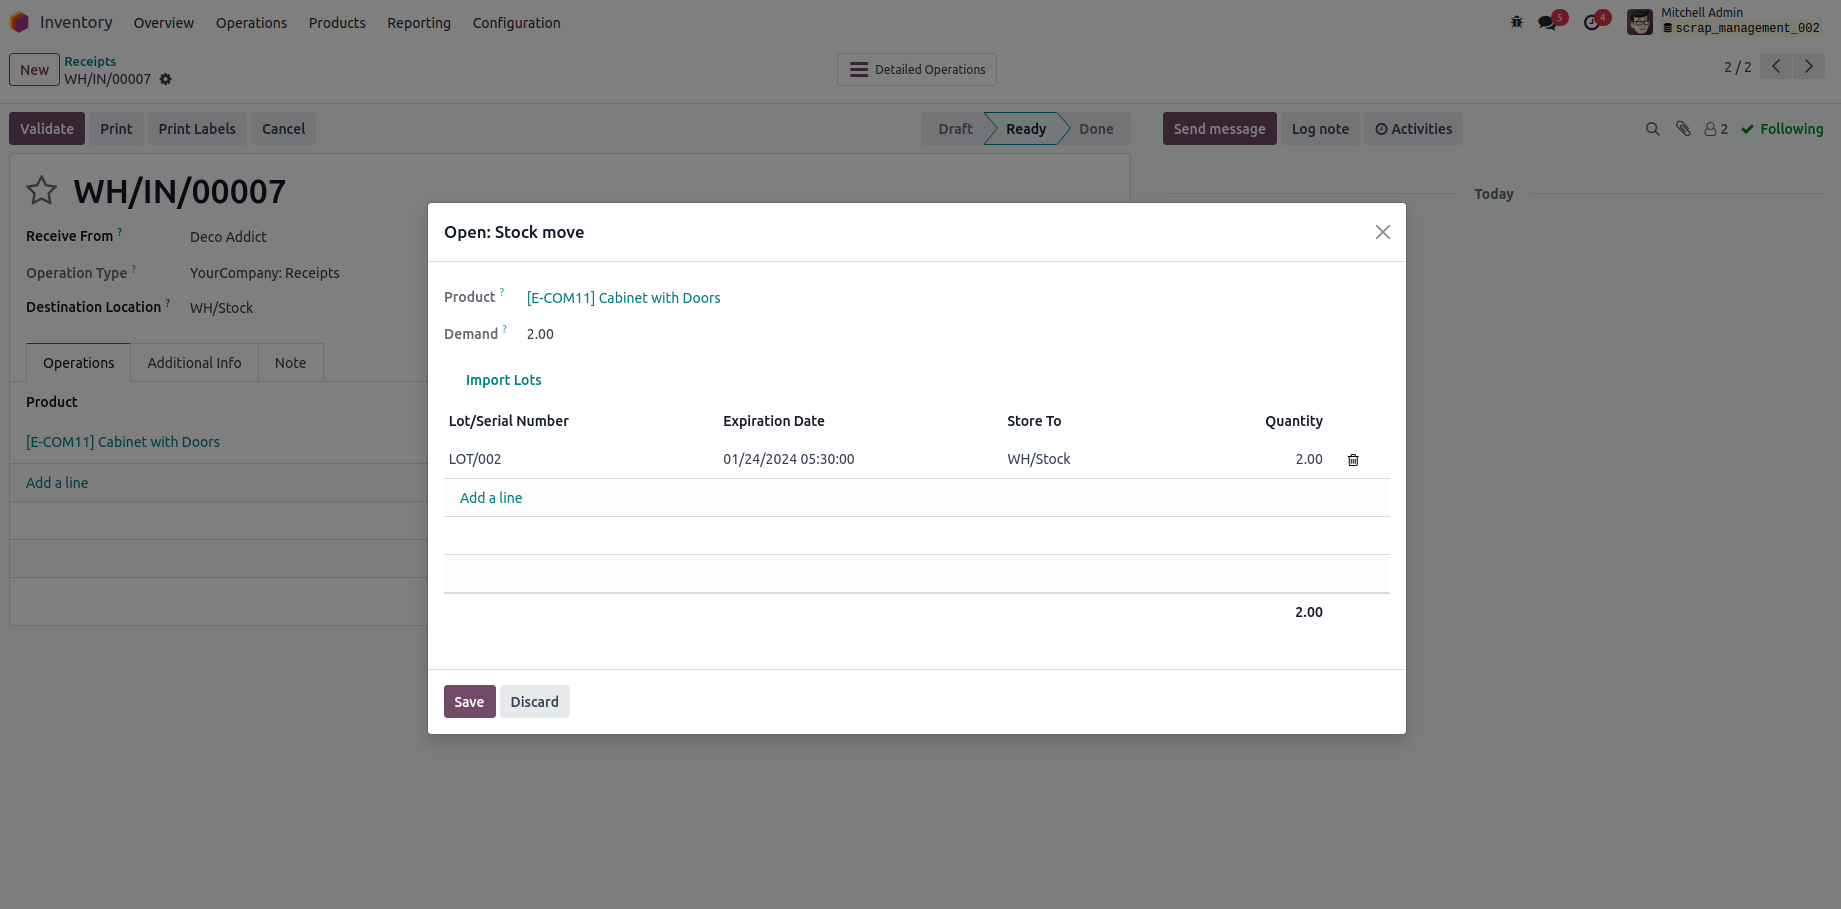 Inventory Overview Operations Products Reporting Configuration 5 4 Mitchell Admin
scrap_management_002
New Receipts
WH/IN/00007 Detailed Operations 2 / 2
Validate Print Print Labels Cancel Draft Ready Done Send message Log note Activities 2 Following
WH/IN/00007 Today
Receive From ? Deco Addict
Operation Type ? YourCompany: Receipts
Destination Location ? WH/Stock
Operations Additional Info Note
Product
[E-COM11] Cabinet with Doors
Add a line
Open: Stock move
Product ? [E-COM11] Cabinet with Doors
Demand ? 2.00
Import Lots
Lot/Serial Number Expiration Date Store To Quantity
LOT/002 01/24/2024 05:30:00 WH/Stock 2.00
Add a line
2.00
Save Discard